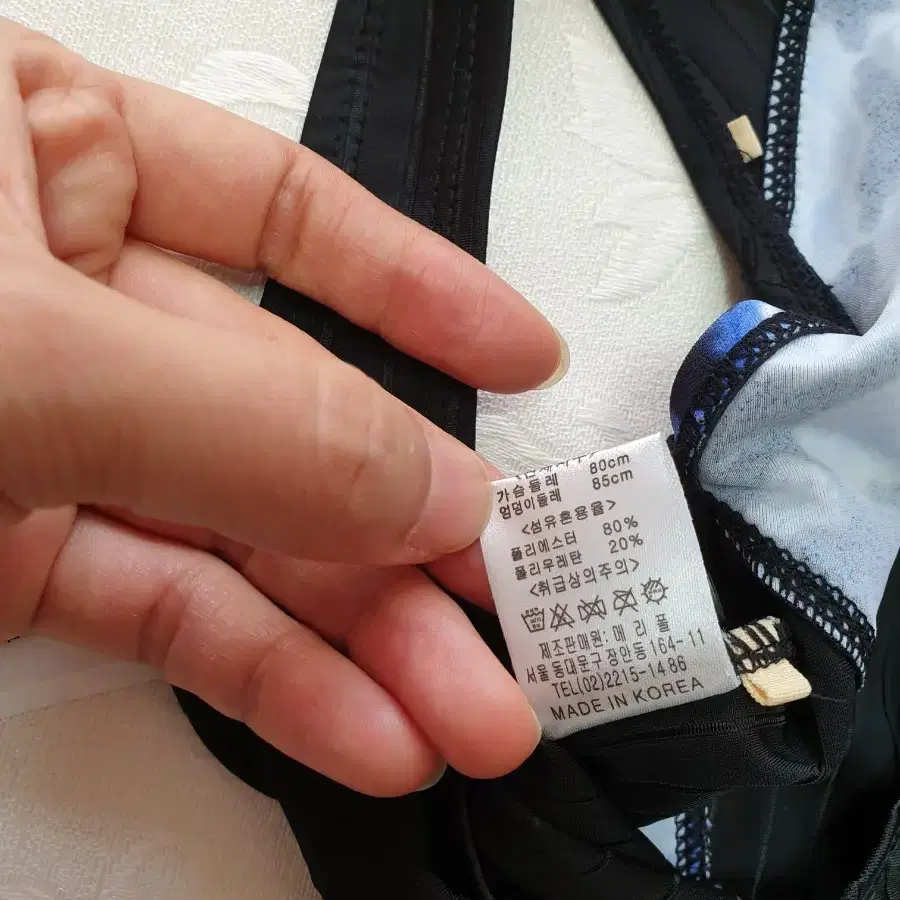 가슴둘레 80cm
엉덩이둘레 85cm
<섬유혼용율>
폴리에스터 80%
폴리우레탄 20%
<취급상의주의>
제조판매원: 메리폴
서울동대문구장안동164-11
TEL(02)2215-1486
MADE IN KOREA